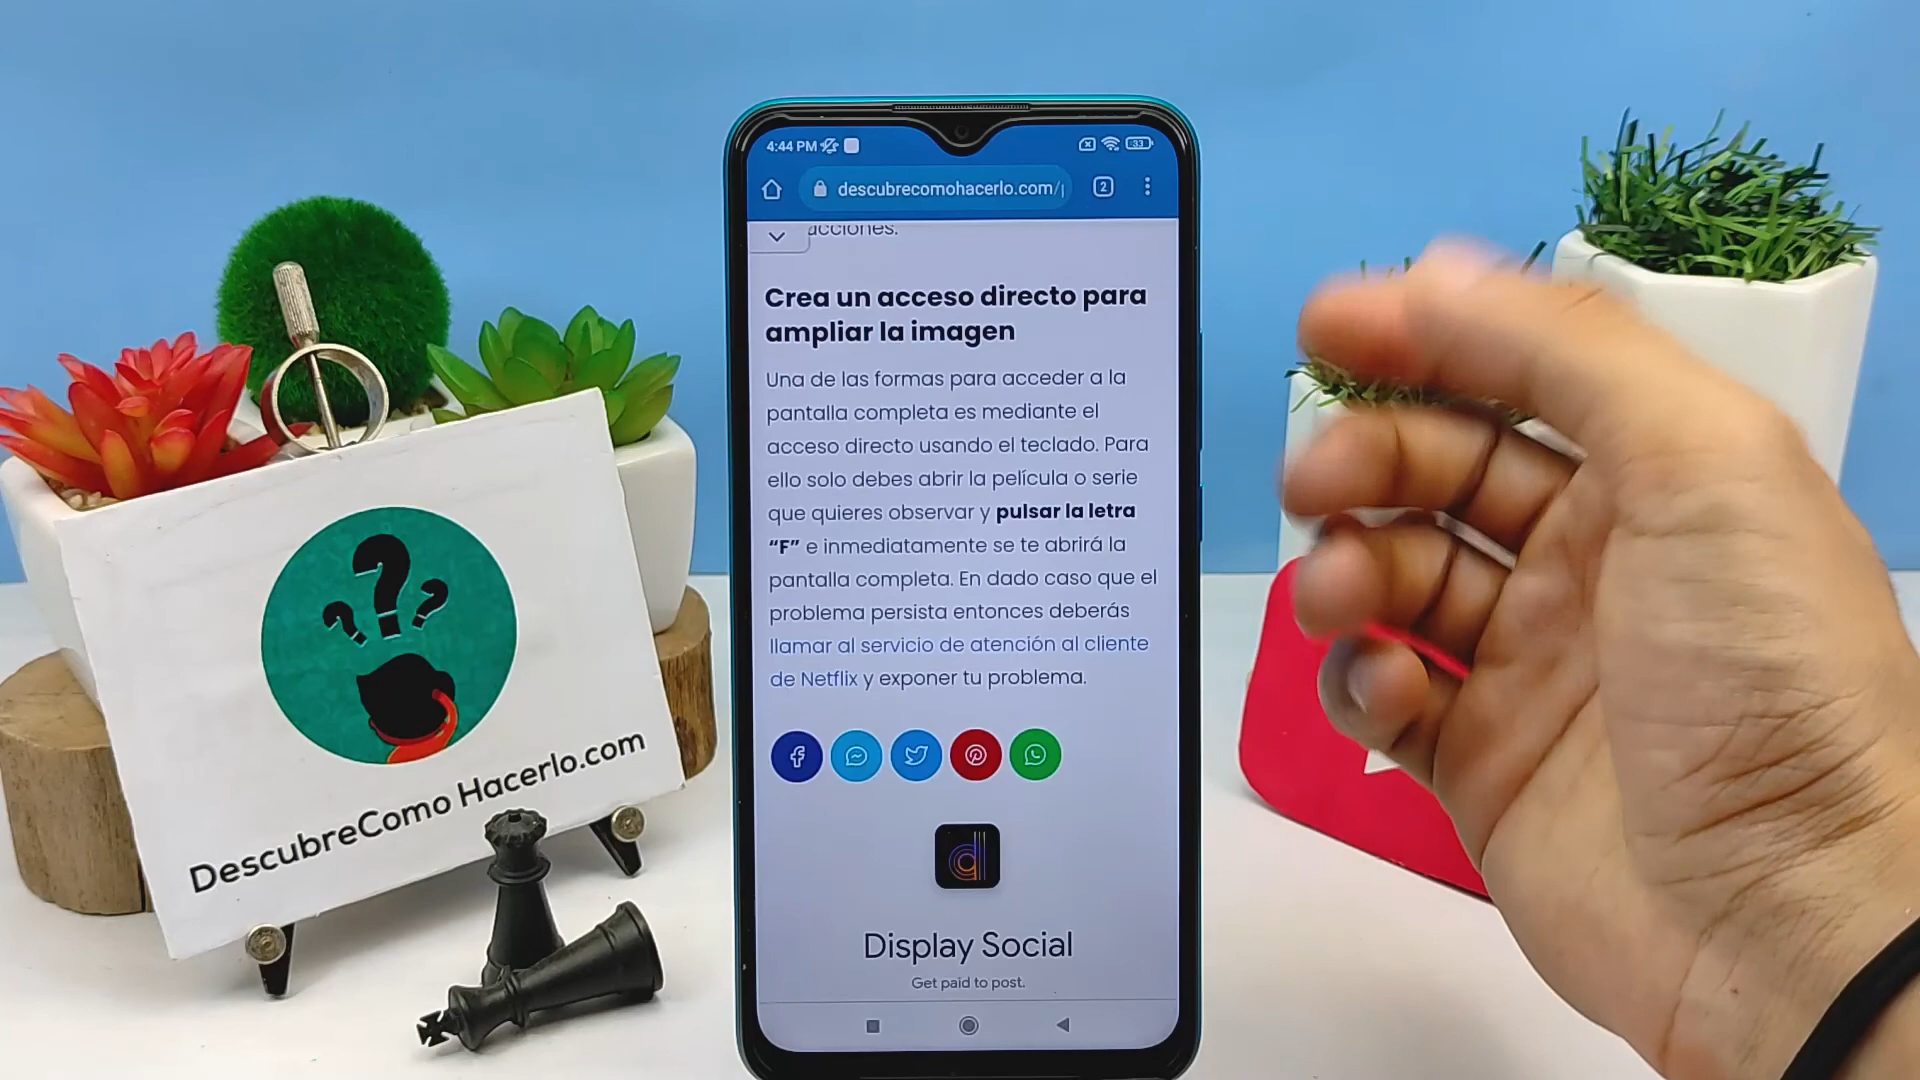 4:44 PM
33
descubrecomohacerlo.com/
2
acciones.
Crea un acceso directo para
ampliar la imagen
Una de las formas para acceder a la
pantalla completa es mediante el
acceso directo usando el teclado. Para
ello solo debes abrir la película o serie
que quieres observar y pulsar la letra
“F” e inmediatamente se te abrirá la
pantalla completa. En dado caso que el
problema persista entonces deberás
llamar al servicio de atención al cliente
de Netflix y exponer tu problema.
Display Social
Get paid to post.
???
DescubreComo Hacerlo.com